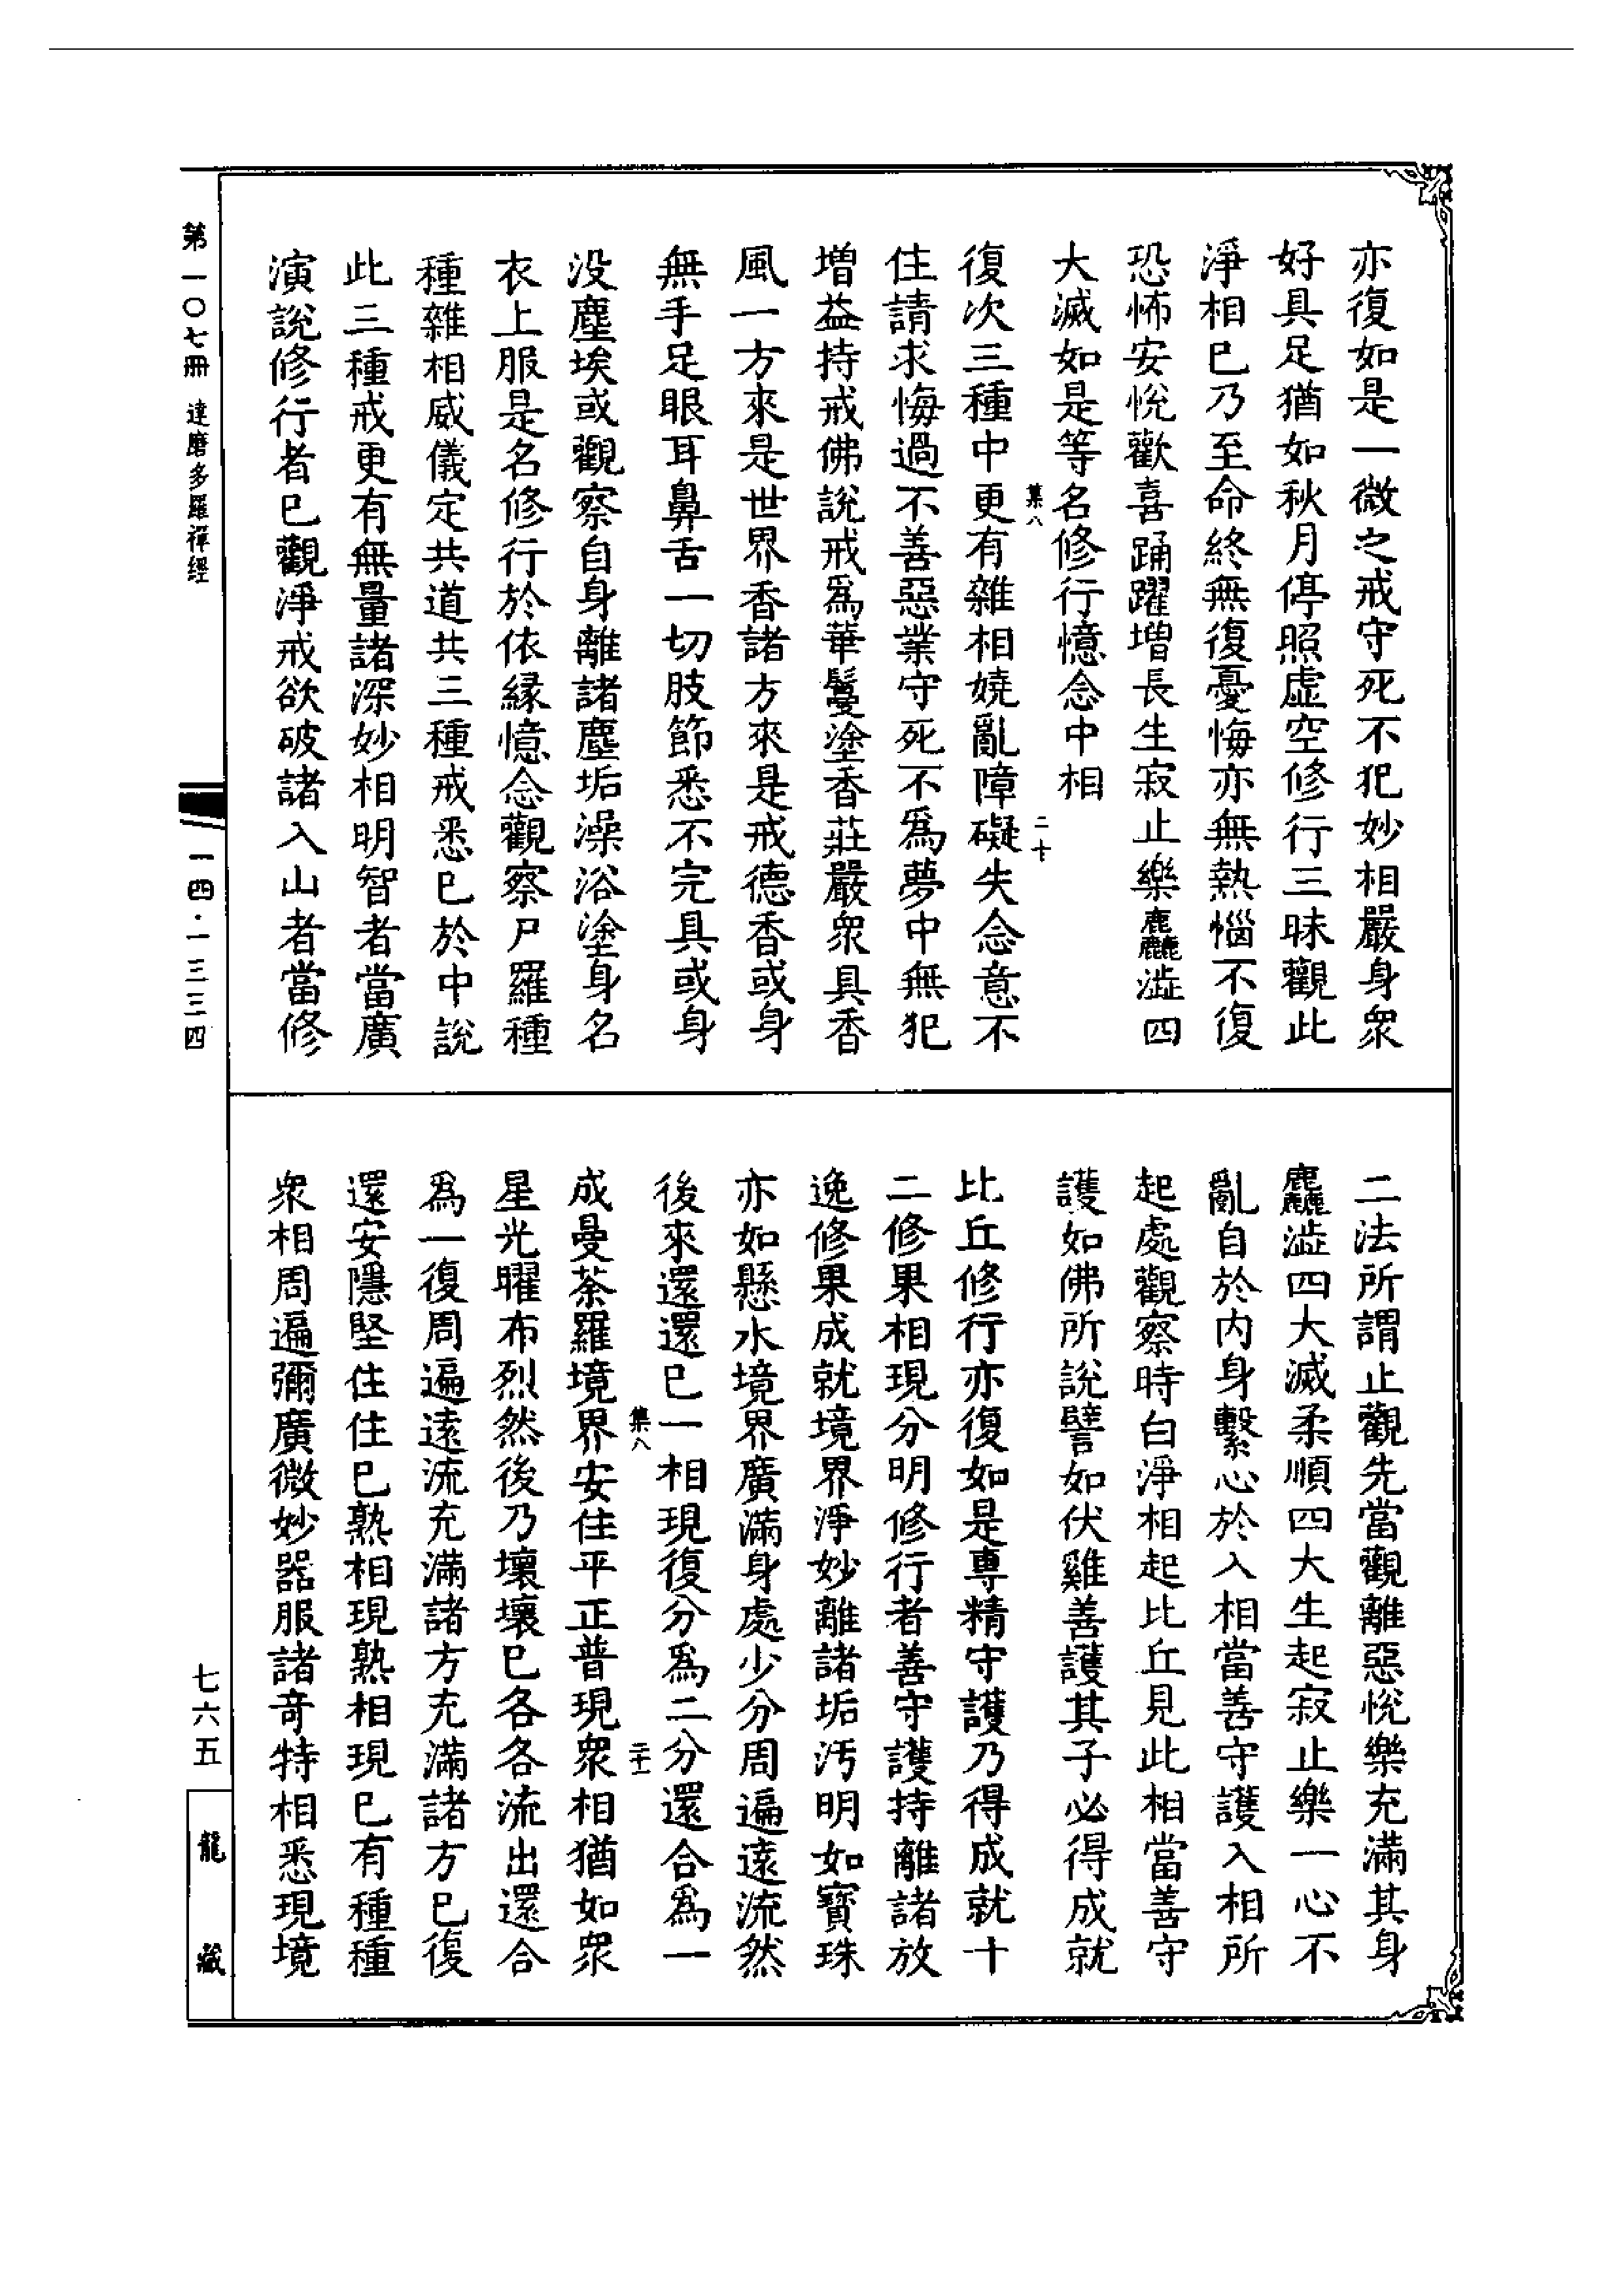 亦復如是一微之戒守死不犯妙相嚴身衆
好具足猶如秋月停照虛空修行三昧觀此
淨相已乃至命終無復憂悔亦無熱惱不復
恐怖安悅歡喜踊躍增長生寂止樂麤澁四
大滅如是等名修行憶念中相
集八
二十
復次三種中更有雜相嬈亂障礙失念意不
住請求悔過不善惡業守死不爲夢中無犯
增益持戒佛說戒爲華鬘塗香莊嚴衆具香
風一方來是世界香諸方來是戒德香或身
無手足眼耳鼻舌一切肢節悉不完具或身
没塵埃或觀察自身離諸塵垢澡浴塗身名
衣上服是名修行於依緣憶念觀察尸羅種
種雜相威儀定共道共三種戒悉已於中說
此三種戒更有無量諸深妙相明智者當廣
演說修行者已觀淨戒欲破諸入山者當修
二法所謂止觀先當觀離惡悅樂充滿其身
麤澁四大滅柔順四大生起寂止樂一心不
亂自於内身繫心於入相當善守護入相所
起處觀察時白淨相起比丘見此相當善守
護如佛所說譬如伏雞善護其子必得成就
比丘修行亦復如是專精守護乃得成就十
二修果相現分明修行者善守護持離諸放
逸修果成就境界淨妙離諸垢汚明如寶珠
亦如懸水境界廣滿身處少分周遍遠流然
後來還還已一相現復分爲二分還合爲一
集八
二十一
成曼荼羅境界安住平正普現衆相猶如衆
星光曜布烈然後乃壞壞已各各流出還合
爲一復周遍遠流充滿諸方充滿諸方已復
還安隱堅住住已熟相現熟相現已有種種
衆相周遍彌廣微妙器服諸奇特相悉現境
第一〇七冊 達磨多羅禪經
一四·一三三四
七六五
龍藏